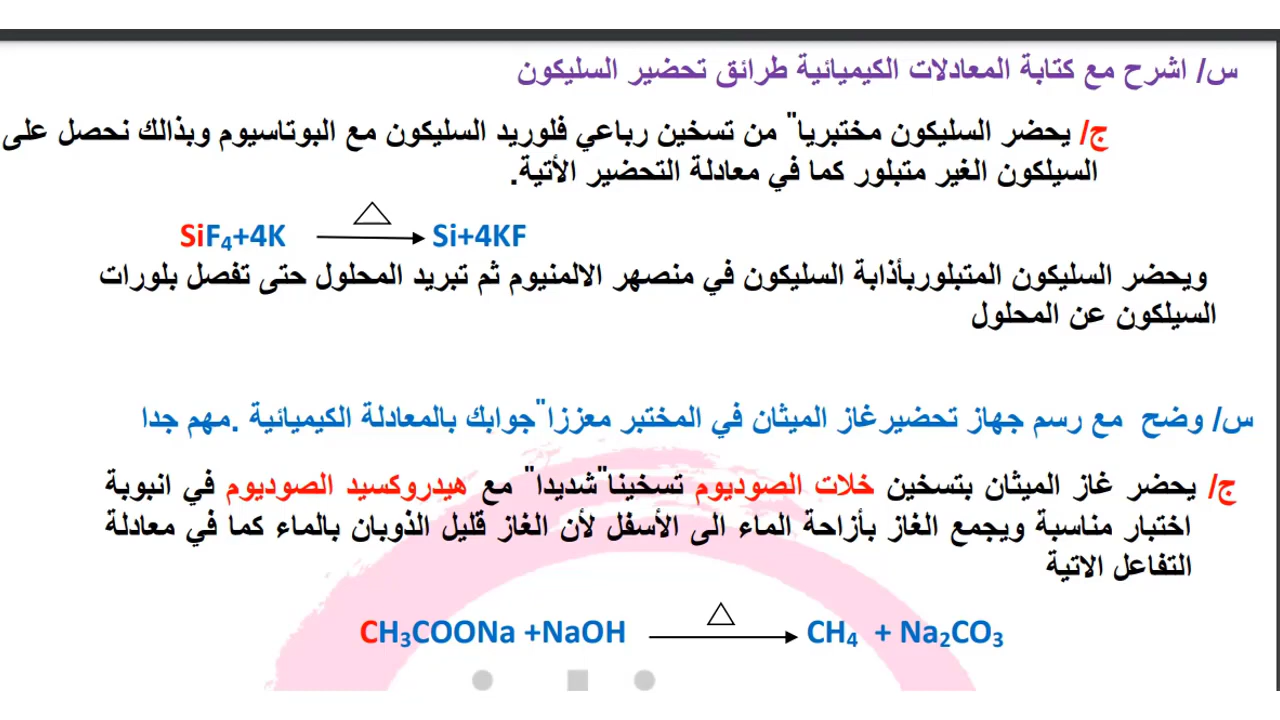 س/ اشرح مع كتابة المعادلات الكيميائية طرائق تحضير السليكون
ج/ يحضر السليكون مختبريا" من تسخين رباعي فلوريد السليكون مع البوتاسيوم وبذالك نحصل على
السيلكون الغير متبلور كما في معادلة التحضير الأتية.
SiF₄+4K △ Si+4KF
ويحضر السليكون المتبلوربأذابة السليكون في منصهر الالمنيوم ثم تبريد المحلول حتى تفصل بلورات
السيلكون عن المحلول
س/ وضح مع رسم جهاز تحضيرغاز الميثان في المختبر معززا"جوابك بالمعادلة الكيميائية .مهم جدا
ج/ يحضر غاز الميثان بتسخين خلات الصوديوم تسخينا"شديدا" مع هيدروكسيد الصوديوم في انبوبة
اختبار مناسبة ويجمع الغاز بأزاحة الماء الى الأسفل لأن الغاز قليل الذوبان بالماء كما في معادلة
التفاعل الاتية
CH₃COONa +NaOH △ CH₄ + Na₂CO₃